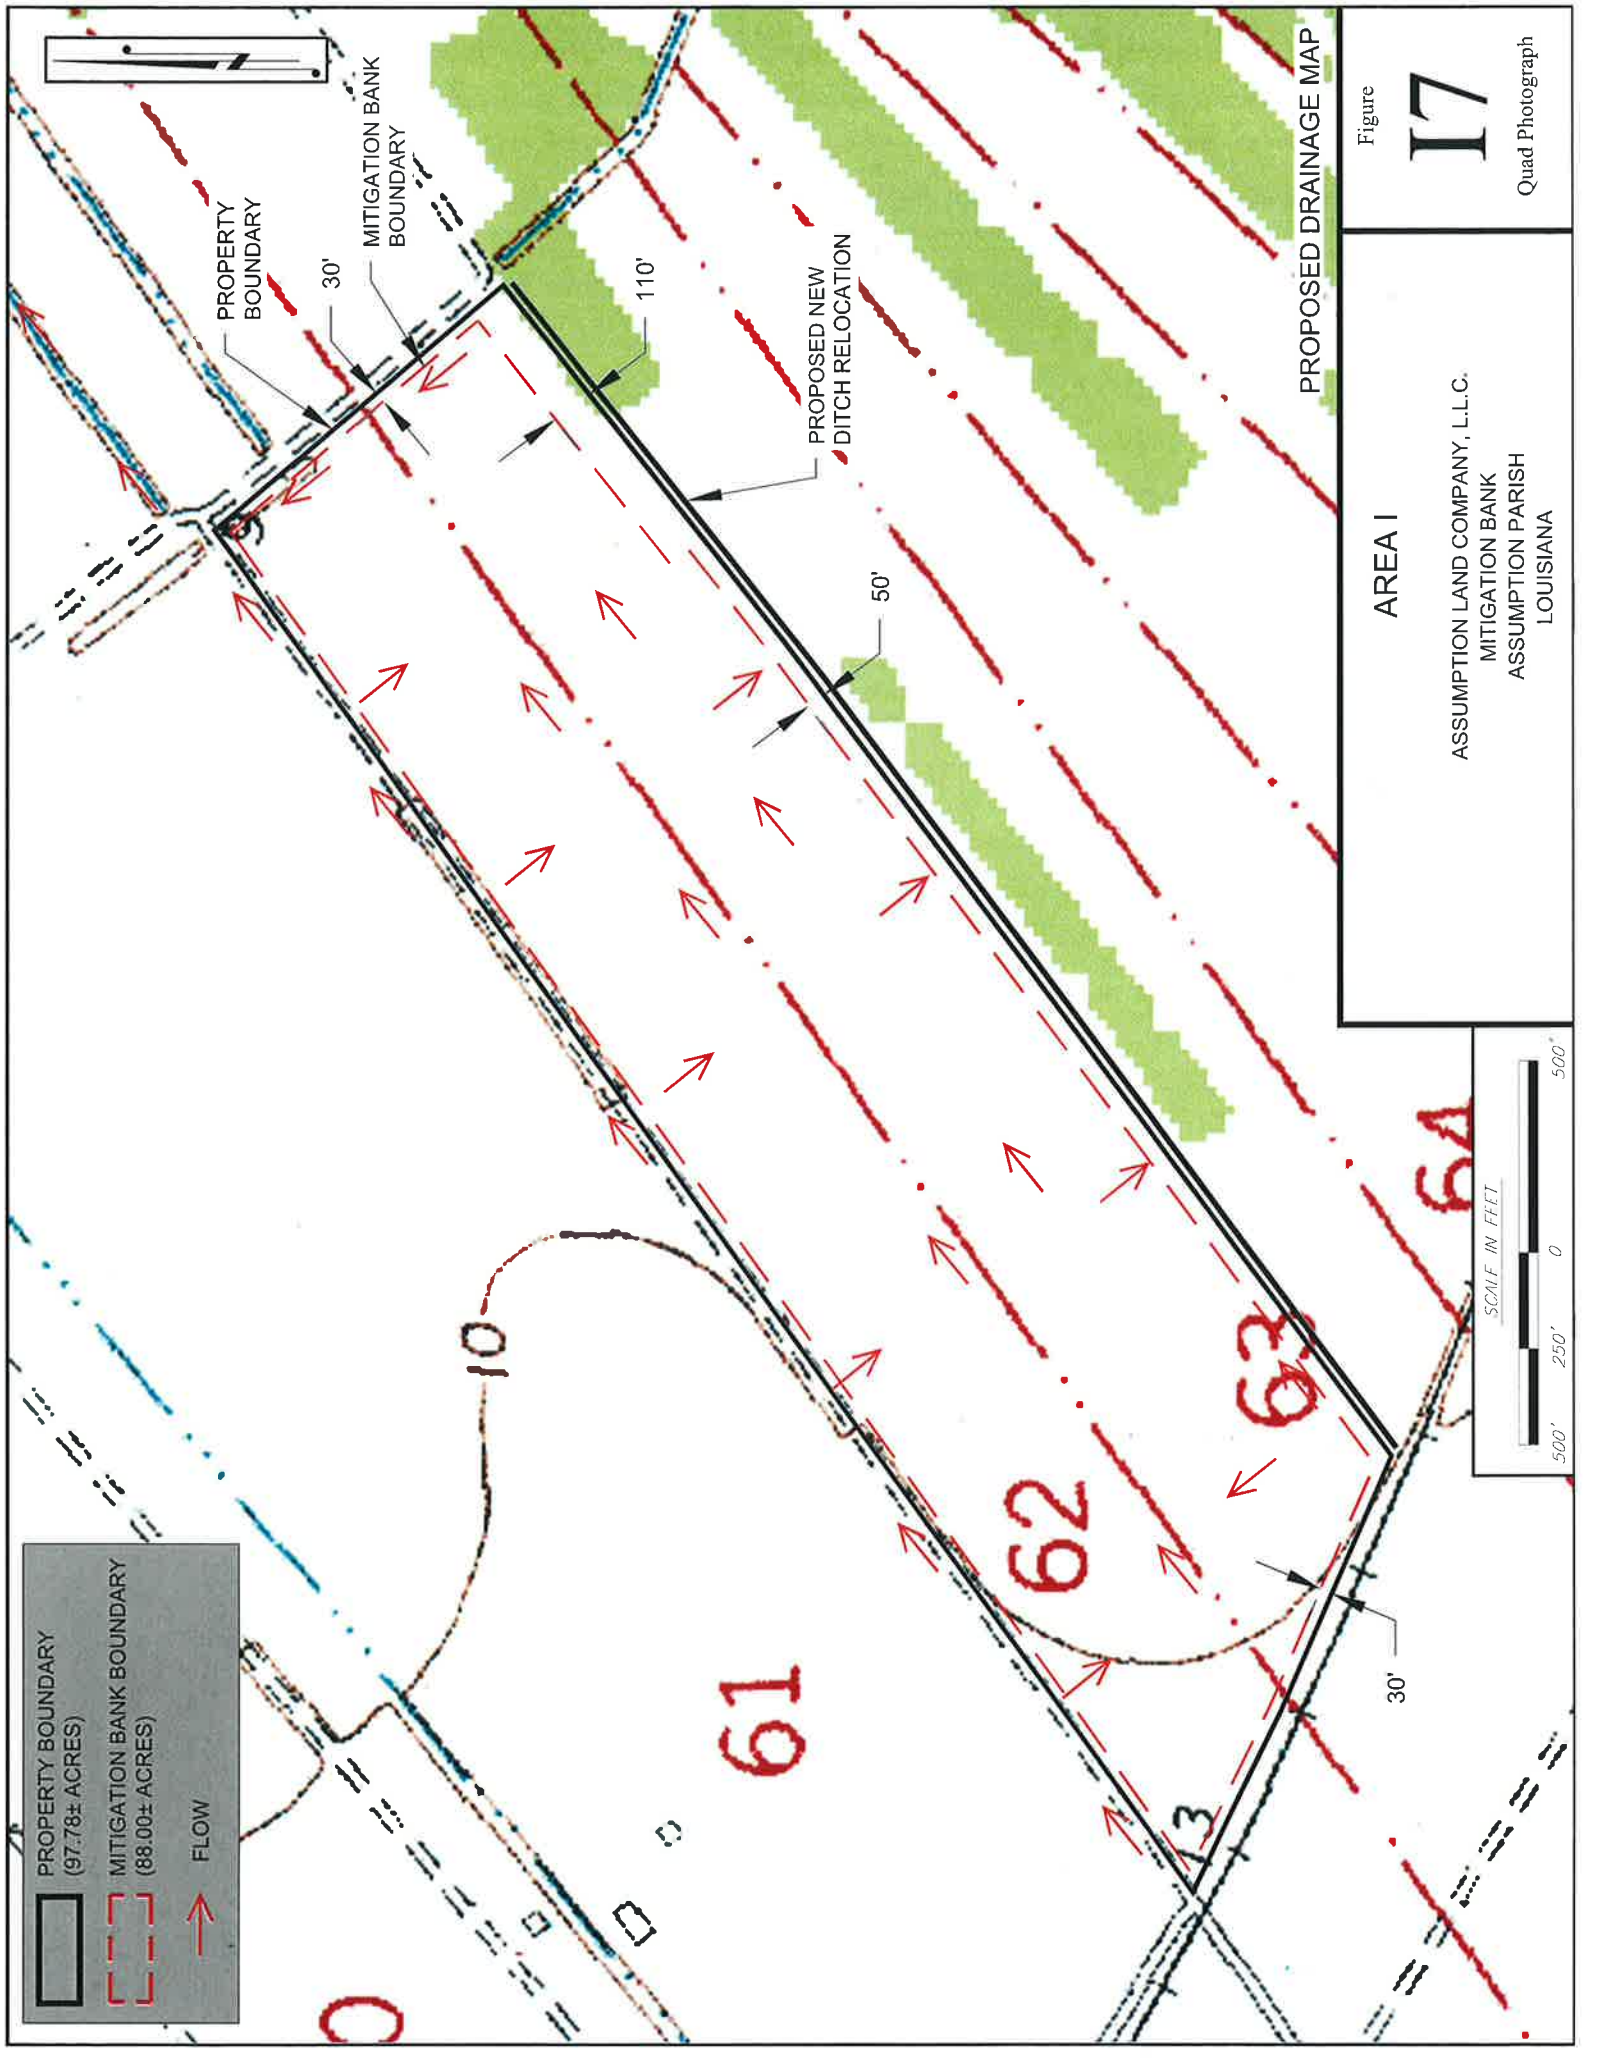 PROPERTY BOUNDARY
(97.78± ACRES)
MITIGATION BANK BOUNDARY
(88.00± ACRES)
FLOW
PROPERTY
BOUNDARY
30'
MITIGATION BANK
BOUNDARY
110'
PROPOSED NEW
DITCH RELOCATION
50'
30'
10
61
62
63
64
13
9
PROPOSED DRAINAGE MAP
SCALE IN FEET
500' 250' 0 500'
AREA I
ASSUMPTION LAND COMPANY, L.L.C.
MITIGATION BANK
ASSUMPTION PARISH
LOUISIANA
Figure
I7
Quad Photograph